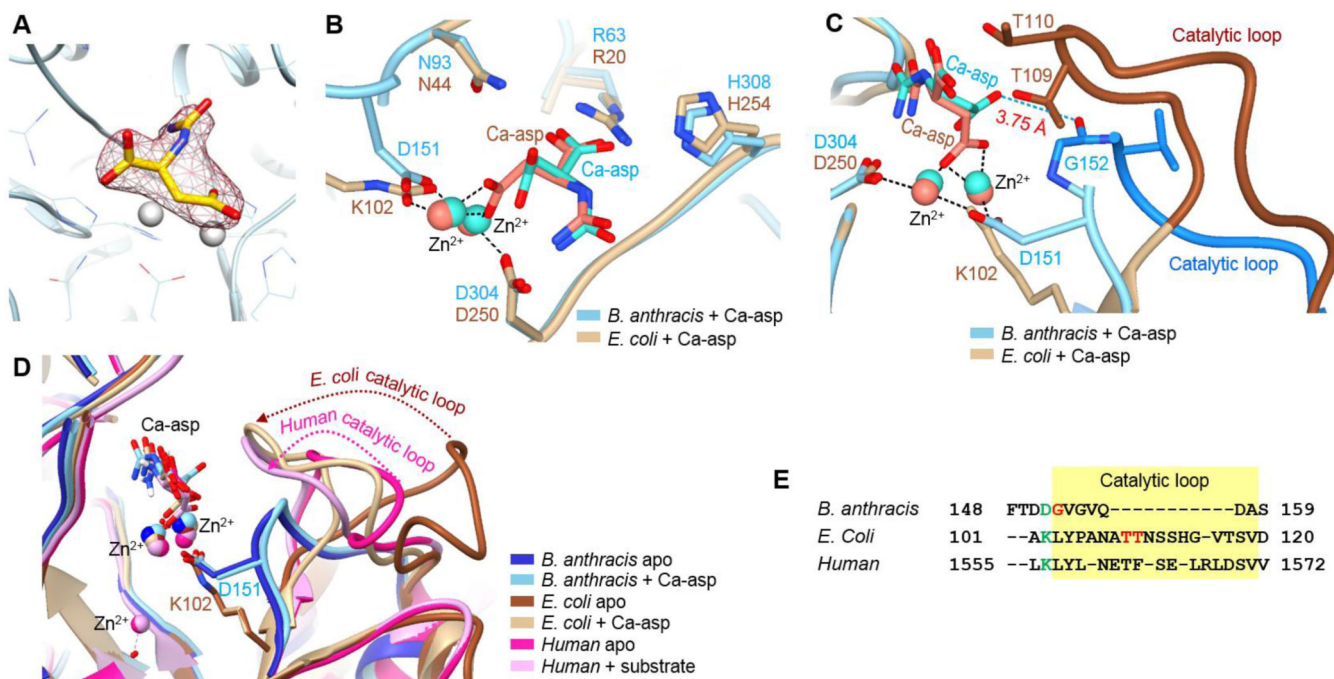 A
B
N93
N44
R63
R20
H308
H254
D151
Ca-asp
Ca-asp
K102
Zn2+
Zn2+
D304
D250
B. anthracis + Ca-asp
E. coli + Ca-asp
C
T110
Catalytic loop
Ca-asp
T109
3.75 Å
Ca-asp
D304
D250
G152
Zn2+
Zn2+
D151
K102
Catalytic loop
B. anthracis + Ca-asp
E. coli + Ca-asp
D
E. coli catalytic loop
Ca-asp
Human catalytic loop
Zn2+
Zn2+
D151
K102
Zn2+
B. anthracis apo
B. anthracis + Ca-asp
E. coli apo
E. coli + Ca-asp
Human apo
Human + substrate
E
Catalytic loop
B. anthracis 148 FTDDGVGVQ------------DAS 159
E. Coli 101 --AKLYPANATTNSSHG-VTSVD 120
Human 1555 --LKLYL-NETF-SE-LRLDSVV 1572